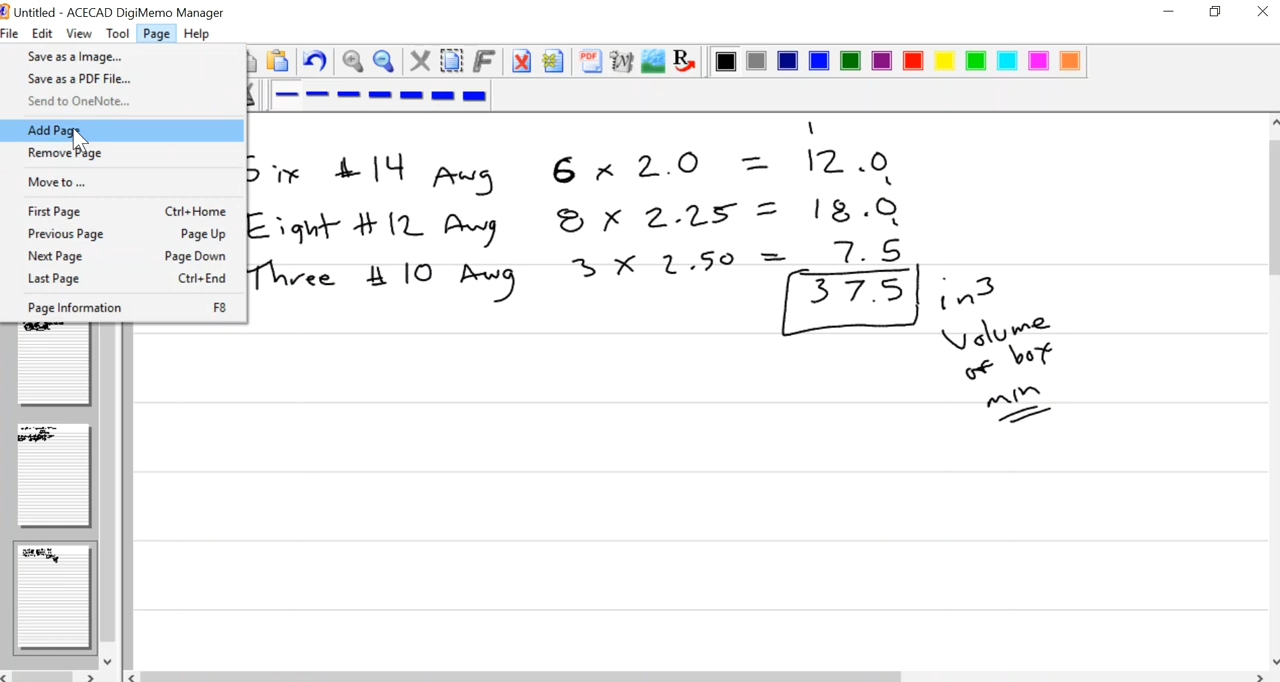 Untitled - ACECAD DigiMemo Manager
File Edit View Tool Page Help
Save as a Image...
Save as a PDF File...
Send to OneNote...
Add Page
Remove Page
Move to ...
First Page Ctrl+Home
Previous Page Page Up
Next Page Page Down
Last Page Ctrl+End
Page Information F8
PDF
Six # 14 Awg 6 x 2.0 = 12.0
Eight # 12 Awg 8 x 2.25 = 18.0
Three # 10 Awg 3 x 2.50 = 7.5
37.5 in³
Volume
of box
min